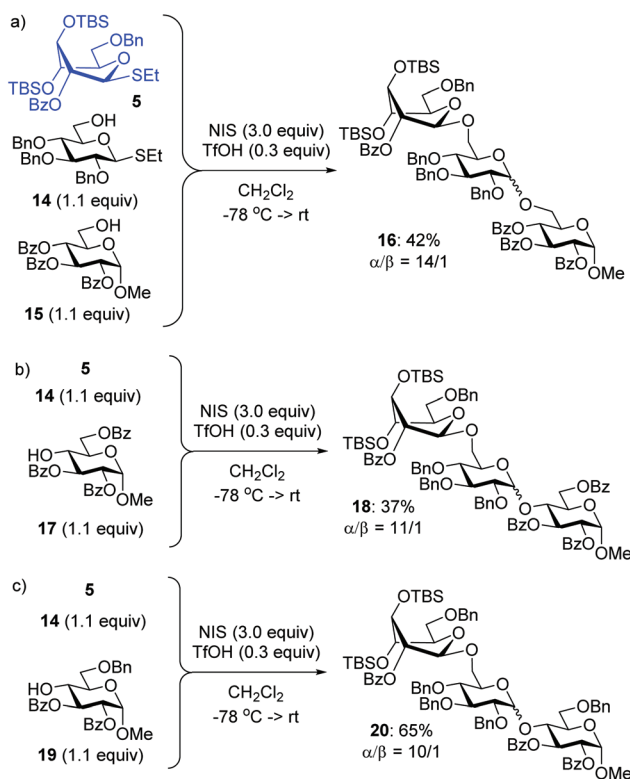 a)
OTBS
OBn
O
TBSO
SEt
BzO
5
OH
BnO
O
BnO
SEt
BnO
14 (1.1 equiv)
OH
BzO
O
BzO
BzO
OMe
15 (1.1 equiv)
NIS (3.0 equiv)
TfOH (0.3 equiv)
CH2Cl2
-78 °C -> rt
OTBS
OBn
O
TBSO
O
BzO
BnO
O
BnO
BnO
O
BzO
O
BzO
BzO
OMe
16: 42%
α/β = 14/1
b)
5
14 (1.1 equiv)
OBz
HO
O
BzO
BzO
OMe
17 (1.1 equiv)
NIS (3.0 equiv)
TfOH (0.3 equiv)
CH2Cl2
-78 °C -> rt
OTBS
OBn
O
TBSO
O
BzO
BnO
O
BnO
BnO
OBz
O
O
BzO
BzO
OMe
18: 37%
α/β = 11/1
c)
5
14 (1.1 equiv)
OBn
HO
O
BzO
BzO
OMe
19 (1.1 equiv)
NIS (3.0 equiv)
TfOH (0.3 equiv)
CH2Cl2
-78 °C -> rt
OTBS
OBn
O
TBSO
O
BzO
BnO
O
BnO
BnO
OBn
O
O
BzO
BzO
OMe
20: 65%
α/β = 10/1